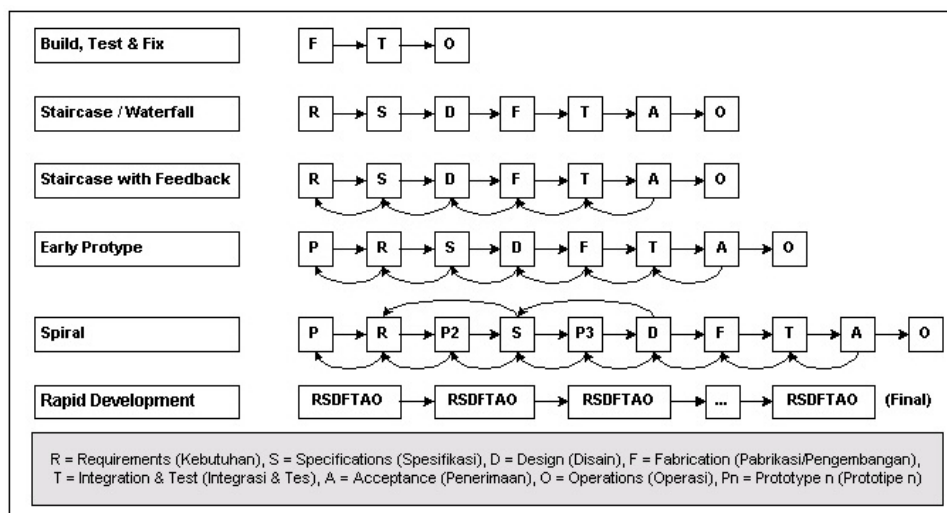 Build, Test & Fix F T O
Staircase / Waterfall R S D F T A O
Staircase with Feedback R S D F T A O
Early Protype P R S D F T A O
Spiral P R P2 S P3 D F T A O
Rapid Development RSDFTAO RSDFTAO RSDFTAO ... RSDFTAO (Final)
R = Requirements (Kebutuhan), S = Specifications (Spesifikasi), D = Design (Disain), F = Fabrication (Pabrikasi/Pengembangan),
T = Integration & Test (Integrasi & Tes), A = Acceptance (Penerimaan), O = Operations (Operasi), Pn = Prototype n (Prototipe n)